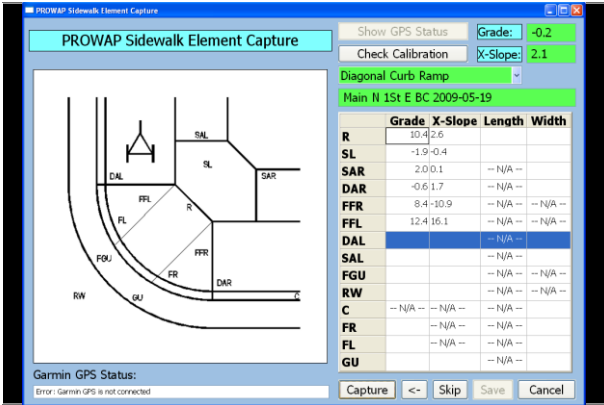 PROWAP Sidewalk Element Capture
PROWAP Sidewalk Element Capture
Show GPS Status Grade: -0.2
Check Calibration X-Slope: 2.1
Diagonal Curb Ramp
Main N 1St E BC 2009-05-19
SAL
SL
SAR
DAL
FFL
R
FL
FFR
FGU
FR
DAR
RW
GU
C
Grade X-Slope Length Width
R 10.4 2.6
SL -1.9 -0.4
SAR 2.0 0.1 -- N/A --
DAR -0.6 1.7 -- N/A --
FFR 8.4 -10.9 -- N/A -- -- N/A --
FFL 12.4 16.1 -- N/A -- -- N/A --
DAL -- N/A --
SAL -- N/A --
FGU -- N/A -- -- N/A --
RW -- N/A -- -- N/A --
C -- N/A -- -- N/A --
FR -- N/A -- -- N/A --
FL -- N/A -- -- N/A --
GU -- N/A --
Garmin GPS Status:
Error: Garmin GPS is not connected
Capture <- Skip Save Cancel